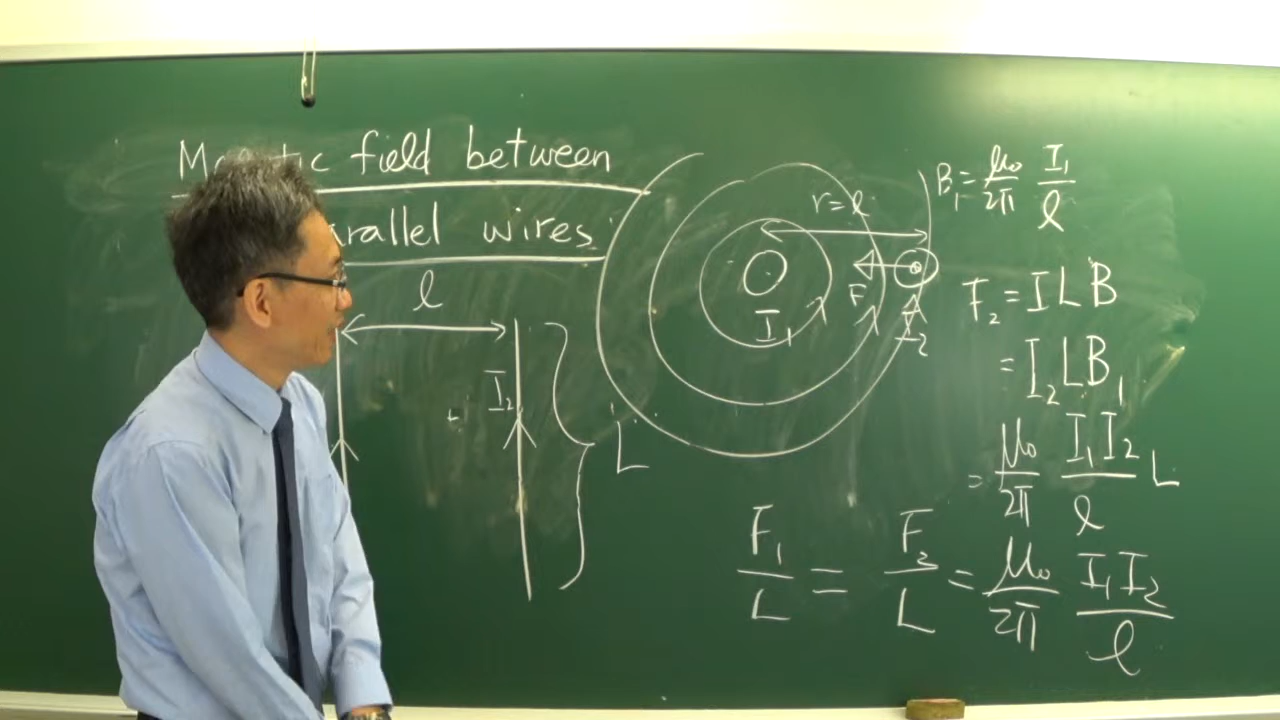 field between
wires
l
I₂
L
r=l
I₁
F
I₂
B₁=μ₀/2π I₁/l
F₂=ILB
=I₂LB₁
=μ₀/2π I₁I₂/l L
F₁/L=F₂/L=μ₀/2π I₁I₂/l